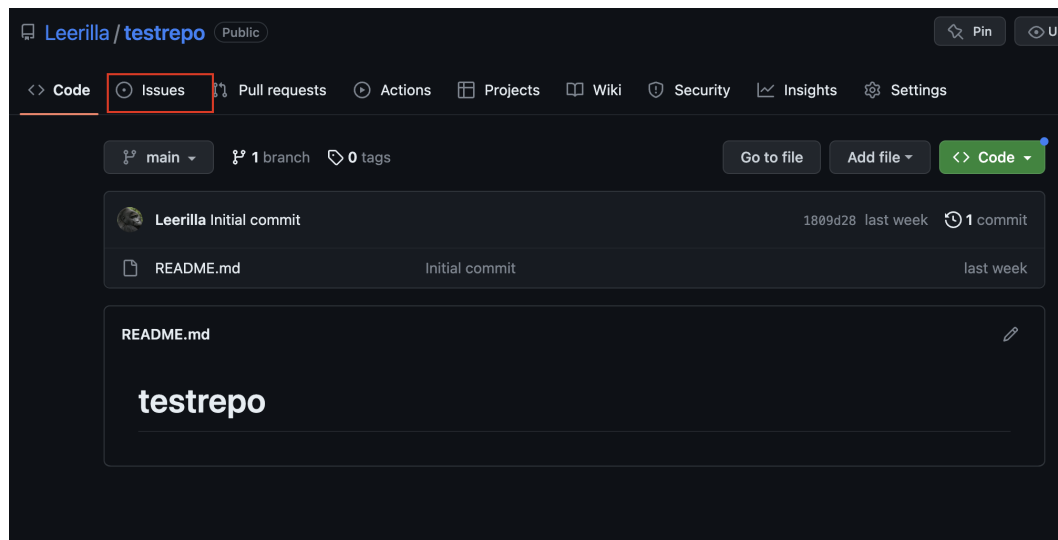 Leerilla / testrepo Public Pin U
<> Code Issues Pull requests Actions Projects Wiki Security Insights Settings
main 1 branch 0 tags Go to file Add file <> Code
Leerilla Initial commit 1809d28 last week 1 commit
README.md Initial commit last week
README.md
testrepo